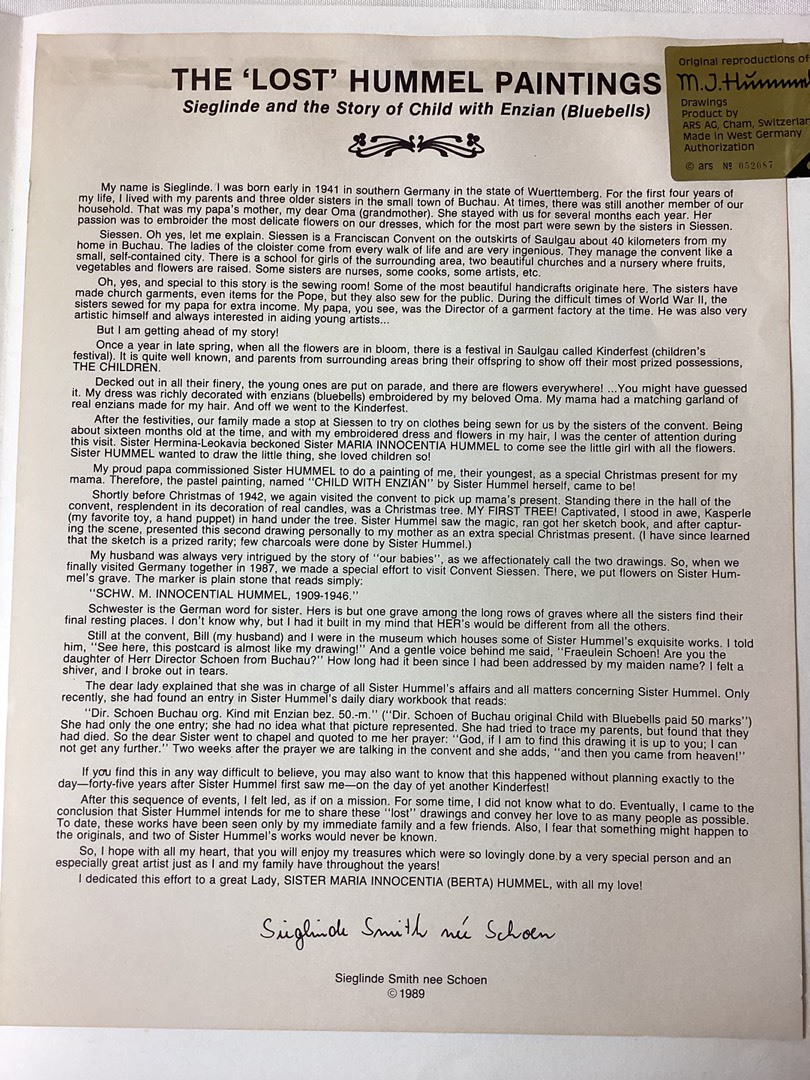 THE 'LOST' HUMMEL PAINTINGS
Sieglinde and the Story of Child with Enzian (Bluebells)
Original reproductions of
M.J. Hummel
Drawings
Product by
ARS AG, Cham, Switzerlan
Made in West Germany
Authorization
© ars Nº 052087
My name is Sieglinde. I was born early in 1941 in southern Germany in the state of Wuerttemberg. For the first four years of
my life, I lived with my parents and three older sisters in the small town of Buchau. At times, there was still another member of our
household. That was my papa's mother, my dear Oma (grandmother). She stayed with us for several months each year. Her
passion was to embroider the most delicate flowers on our dresses, which for the most part were sewn by the sisters in Siessen.
Siessen. Oh yes, let me explain. Siessen is a Franciscan Convent on the outskirts of Saulgau about 40 kilometers from my
home in Buchau. The ladies of the cloister come from every walk of life and are very ingenious. They manage the convent like a
small, self-contained city. There is a school for girls of the surrounding area, two beautiful churches and a nursery where fruits,
vegetables and flowers are raised. Some sisters are nurses, some cooks, some artists, etc.
Oh, yes, and special to this story is the sewing room! Some of the most beautiful handicrafts originate here. The sisters have
made church garments, even items for the Pope, but they also sew for the public. During the difficult times of World War II, the
sisters sewed for my papa for extra income. My papa, you see, was the Director of a garment factory at the time. He was also very
artistic himself and always interested in aiding young artists...
But I am getting ahead of my story!
Once a year in late spring, when all the flowers are in bloom, there is a festival in Saulgau called Kinderfest (children's
festival). It is quite well known, and parents from surrounding areas bring their offspring to show off their most prized possessions,
THE CHILDREN.
Decked out in all their finery, the young ones are put on parade, and there are flowers everywhere! ...You might have guessed
it. My dress was richly decorated with enzians (bluebells) embroidered by my beloved Oma. My mama had a matching garland of
real enzians made for my hair. And off we went to the Kinderfest.
After the festivities, our family made a stop at Siessen to try on clothes being sewn for us by the sisters of the convent. Being
about sixteen months old at the time, and with my embroidered dress and flowers in my hair, I was the center of attention during
this visit. Sister Hermina-Leokavia beckoned Sister MARIA INNOCENTIA HUMMEL to come see the little girl with all the flowers.
Sister HUMMEL wanted to draw the little thing, she loved children so!
My proud papa commissioned Sister HUMMEL to do a painting of me, their youngest, as a special Christmas present for my
mama. Therefore, the pastel painting, named "CHILD WITH ENZIAN" by Sister Hummel herself, came to be!
Shortly before Christmas of 1942, we again visited the convent to pick up mama's present. Standing there in the hall of the
convent, resplendent in its decoration of real candles, was a Christmas tree. MY FIRST TREE! Captivated, I stood in awe, Kasperle
(my favorite toy, a hand puppet) in hand under the tree. Sister Hummel saw the magic, ran got her sketch book, and after captur-
ing the scene, presented this second drawing personally to my mother as an extra special Christmas present. (I have since learned
that the sketch is a prized rarity; few charcoals were done by Sister Hummel.)
My husband was always very intrigued by the story of "our babies", as we affectionately call the two drawings. So, when we
finally visited Germany together in 1987, we made a special effort to visit Convent Siessen. There, we put flowers on Sister Hum-
mel's grave. The marker is plain stone that reads simply:
"SCHW. M. INNOCENTIAL HUMMEL, 1909-1946."
Schwester is the German word for sister. Hers is but one grave among the long rows of graves where all the sisters find their
final resting places. I don't know why, but I had it built in my mind that HER's would be different from all the others.
Still at the convent, Bill (my husband) and I were in the museum which houses some of Sister Hummel's exquisite works. I told
him, "See here, this postcard is almost like my drawing!" And a gentle voice behind me said, "Fraeulein Schoen! Are you the
daughter of Herr Director Schoen from Buchau?" How long had it been since I had been addressed by my maiden name? I felt a
shiver, and I broke out in tears.
The dear lady explained that she was in charge of all Sister Hummel's affairs and all matters concerning Sister Hummel. Only
recently, she had found an entry in Sister Hummel's daily diary workbook that reads:
"Dir. Schoen Buchau org. Kind mit Enzian bez. 50.-m." ("Dir. Schoen of Buchau original Child with Bluebells paid 50 marks")
She had only the one entry; she had no idea what that picture represented. She had tried to trace my parents, but found that they
had died. So the dear Sister went to chapel and quoted to me her prayer: "God, if I am to find this drawing it is up to you; I can
not get any further." Two weeks after the prayer we are talking in the convent and she adds, "and then you came from heaven!"
If you find this in any way difficult to believe, you may also want to know that this happened without planning exactly to the
day—forty-five years after Sister Hummel first saw me—on the day of yet another Kinderfest!
After this sequence of events, I felt led, as if on a mission. For some time, I did not know what to do. Eventually, I came to the
conclusion that Sister Hummel intends for me to share these "lost" drawings and convey her love to as many people as possible.
To date, these works have been seen only by my immediate family and a few friends. Also, I fear that something might happen to
the originals, and two of Sister Hummel's works would never be known.
So, I hope with all my heart, that you will enjoy my treasures which were so lovingly done by a very special person and an
especially great artist just as I and my family have throughout the years!
I dedicated this effort to a great Lady, SISTER MARIA INNOCENTIA (BERTA) HUMMEL, with all my love!
Sieglinde Smith née Schoen
Sieglinde Smith nee Schoen
© 1989